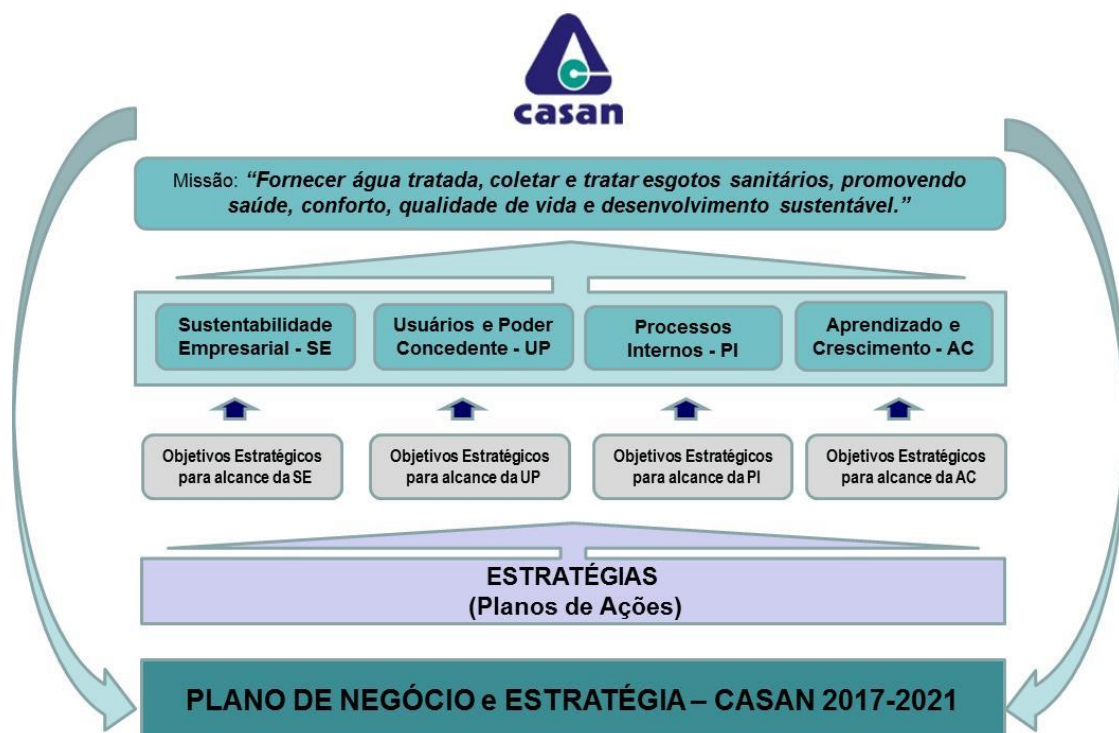 casan
Missão: “Fornecer água tratada, coletar e tratar esgotos sanitários, promovendo
saúde, conforto, qualidade de vida e desenvolvimento sustentável.”
Sustentabilidade
Empresarial - SE
Usuários e Poder
Concedente - UP
Processos
Internos - PI
Aprendizado e
Crescimento - AC
Objetivos Estratégicos
para alcance da SE
Objetivos Estratégicos
para alcance da UP
Objetivos Estratégicos
para alcance da PI
Objetivos Estratégicos
para alcance da AC
ESTRATÉGIAS
(Planos de Ações)
PLANO DE NEGÓCIO e ESTRATÉGIA – CASAN 2017-2021